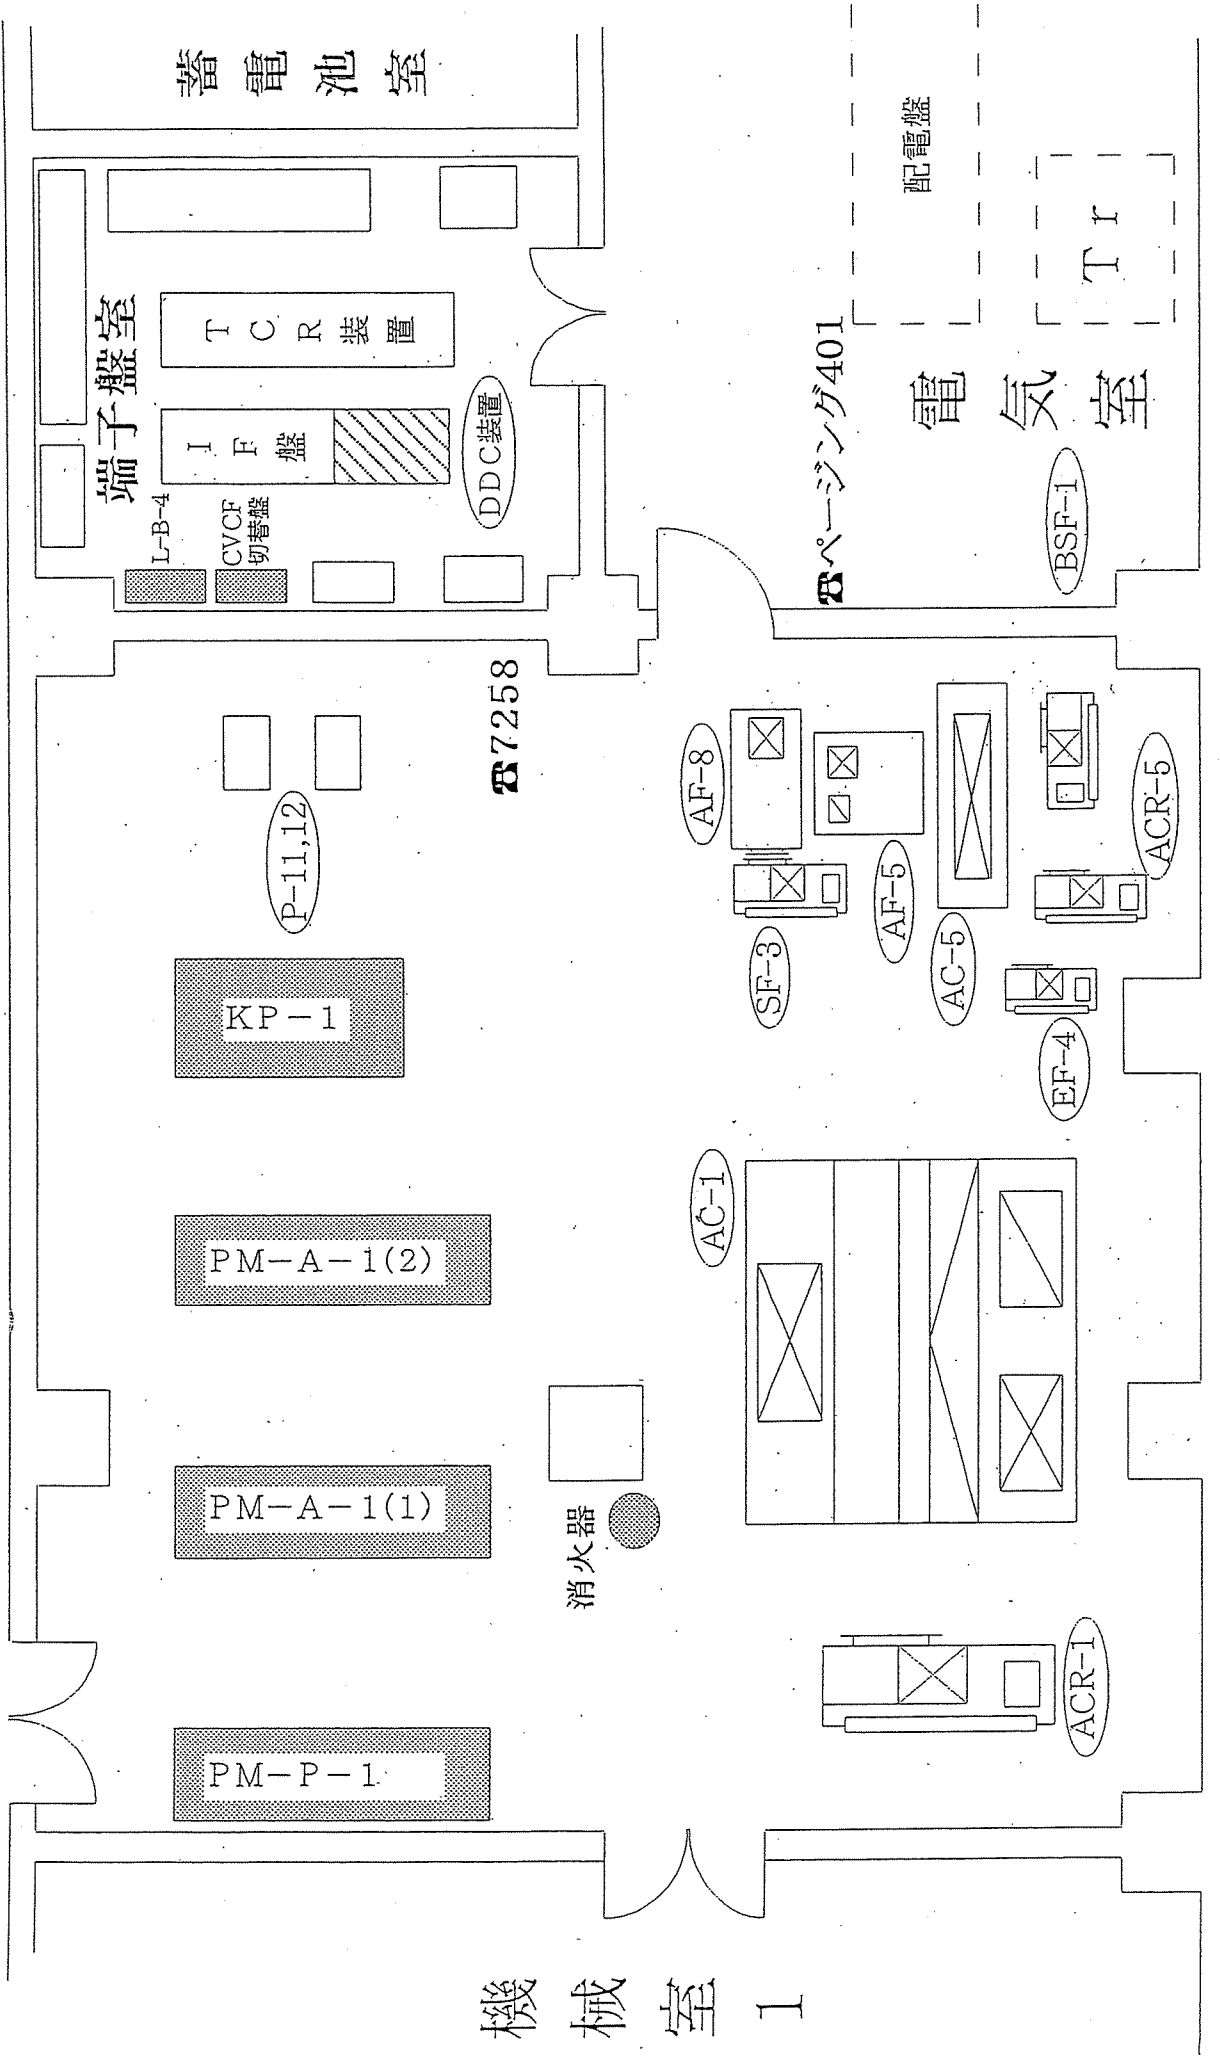 機械室1
蓄電池室
端子盤室
TCR装置
IF盤
DDC装置
L-B-4
CVCF
切替盤
☎7258
P-11,12
KP-1
PM-A-1(2)
PM-A-1(1)
PM-P-1
消火器
配電盤
Tr
電気室
☎ページング401
BSF-1
AF-8
SF-3
AF-5
AC-5
ACR-5
EF-4
AC-1
ACR-1